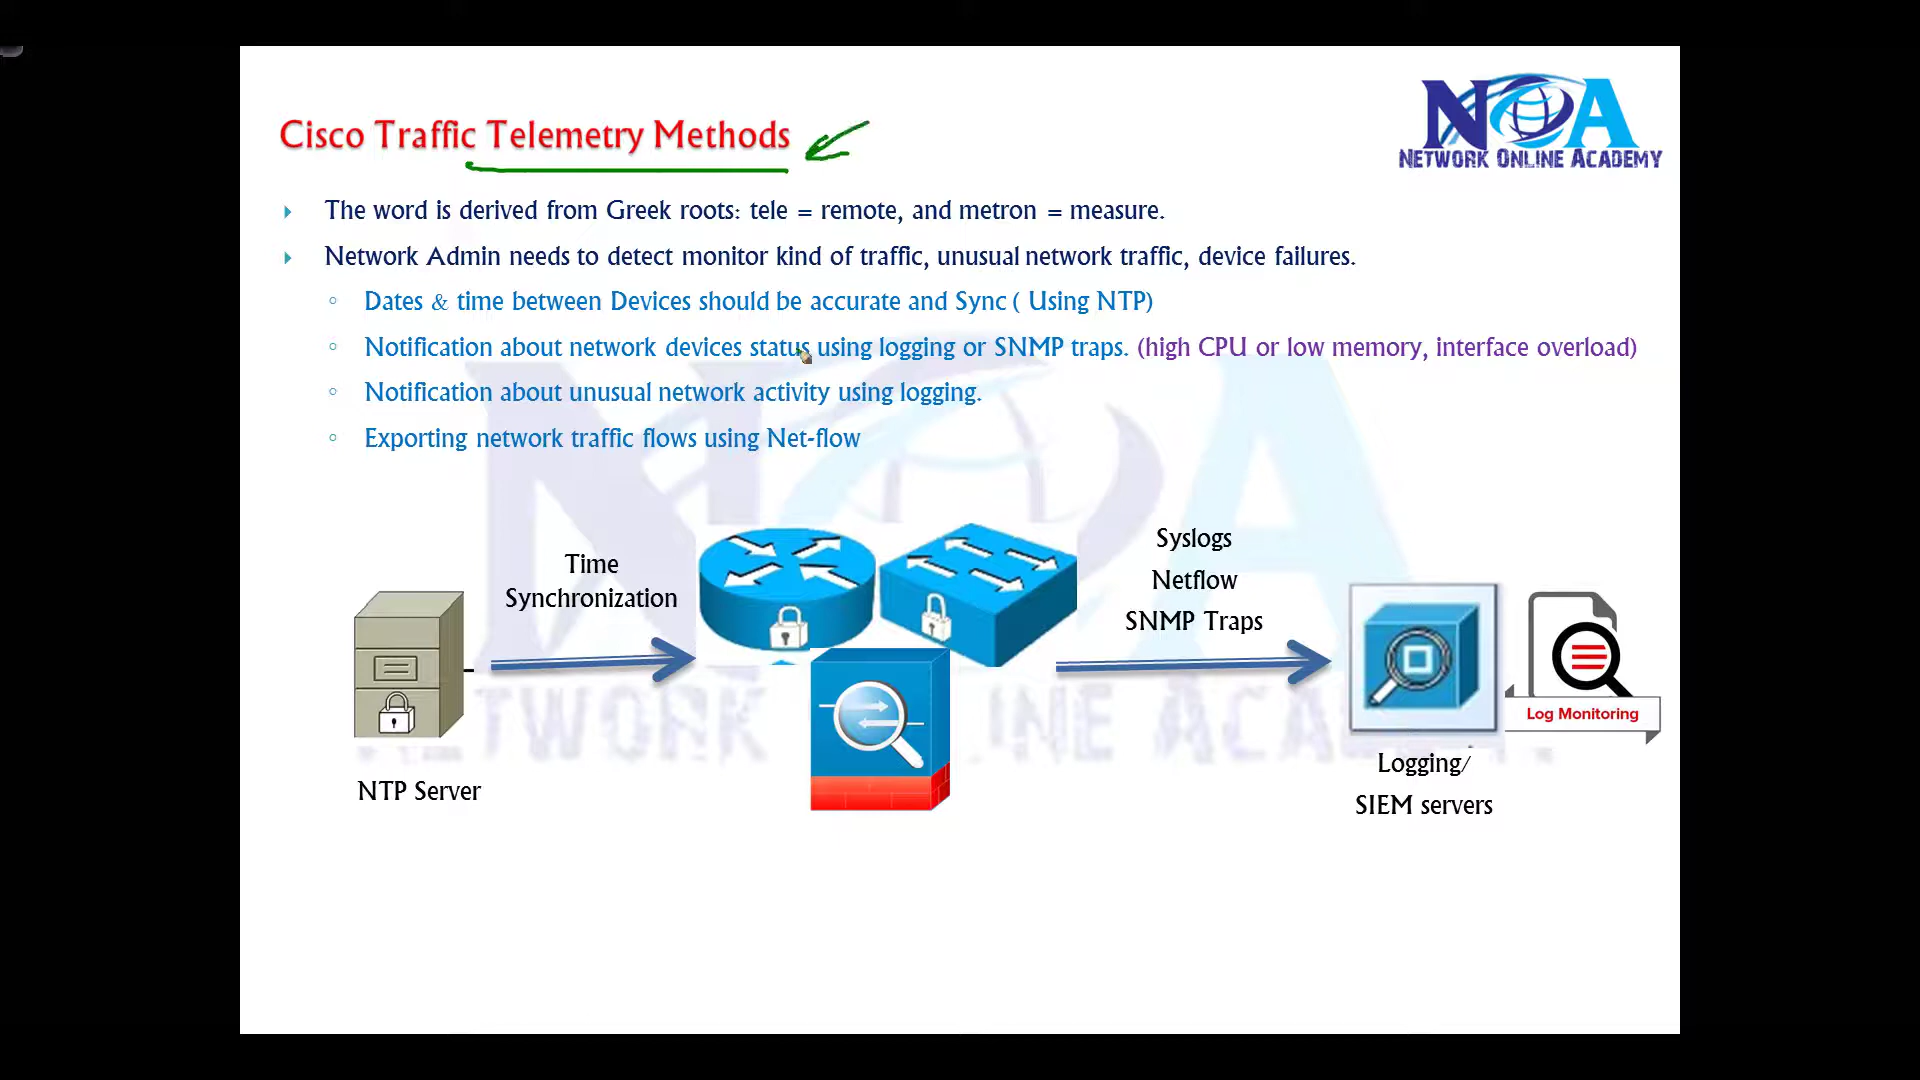 Cisco Traffic Telemetry Methods
NOA
NETWORK ONLINE ACADEMY
The word is derived from Greek roots: tele = remote, and metron = measure.
Network Admin needs to detect monitor kind of traffic, unusual network traffic, device failures.
Dates & time between Devices should be accurate and Sync ( Using NTP)
Notification about network devices status using logging or SNMP traps. (high CPU or low memory, interface overload)
Notification about unusual network activity using logging.
Exporting network traffic flows using Net-flow
Time
Synchronization
Syslogs
Netflow
SNMP Traps
Log Monitoring
NTP Server
Logging/
SIEM servers
NETWORK ONLINE ACADEMY